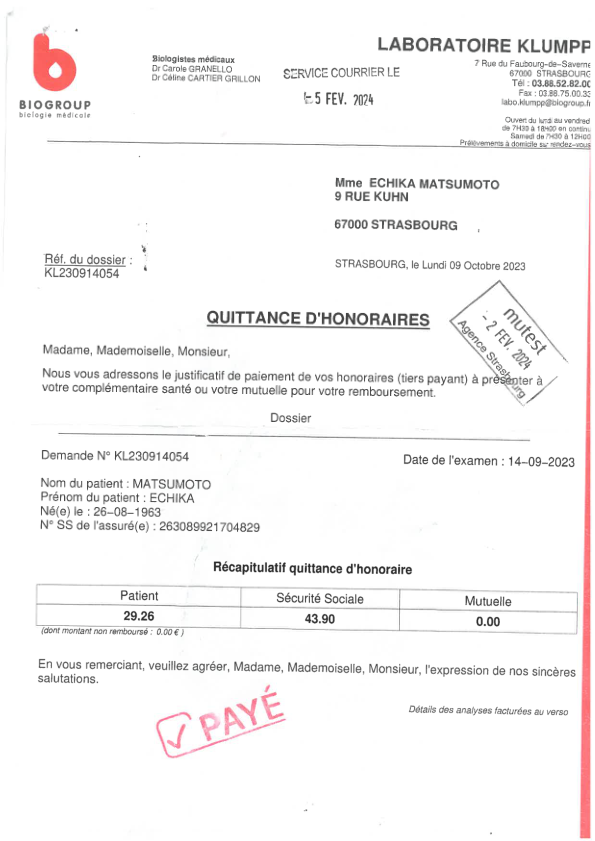 LABORATOIRE KLUMPP
7 Rue du Faubourg-de-Saverne
67000 STRASBOURG
Tél : 03.88.52.82.00
Fax : 03.88.75.00.33
labo.klumpp@biogroup.fr
Ouvert du lundi au vendredi
de 7H30 à 18H00 en continu
Samedi de 7H30 à 12H00
Prélèvements à domicile sur rendez-vous
Biologistes médicaux
Dr Carole GRANELLO
Dr Céline CARTIER GRILLON
SERVICE COURRIER LE
5 FEV. 2024
BIOGROUP
biologie médicale
Mme ECHIKA MATSUMOTO
9 RUE KUHN
67000 STRASBOURG
Réf. du dossier :
KL230914054
STRASBOURG, le Lundi 09 Octobre 2023
QUITTANCE D'HONORAIRES
mutest
- 2 FEV. 2024
Agence Strasbourg
Madame, Mademoiselle, Monsieur,
Nous vous adressons le justificatif de paiement de vos honoraires (tiers payant) à présenter à
votre complémentaire santé ou votre mutuelle pour votre remboursement.
Dossier
Demande N° KL230914054
Date de l'examen : 14-09-2023
Nom du patient : MATSUMOTO
Prénom du patient : ECHIKA
Né(e) le : 26-08-1963
N° SS de l'assuré(e) : 263089921704829
Récapitulatif quittance d'honoraire
Patient Sécurité Sociale Mutuelle
29.26 43.90 0.00
(dont montant non remboursé : 0.00 € )
En vous remerciant, veuillez agréer, Madame, Mademoiselle, Monsieur, l'expression de nos sincères
salutations.
PAYÉ
Détails des analyses facturées au verso